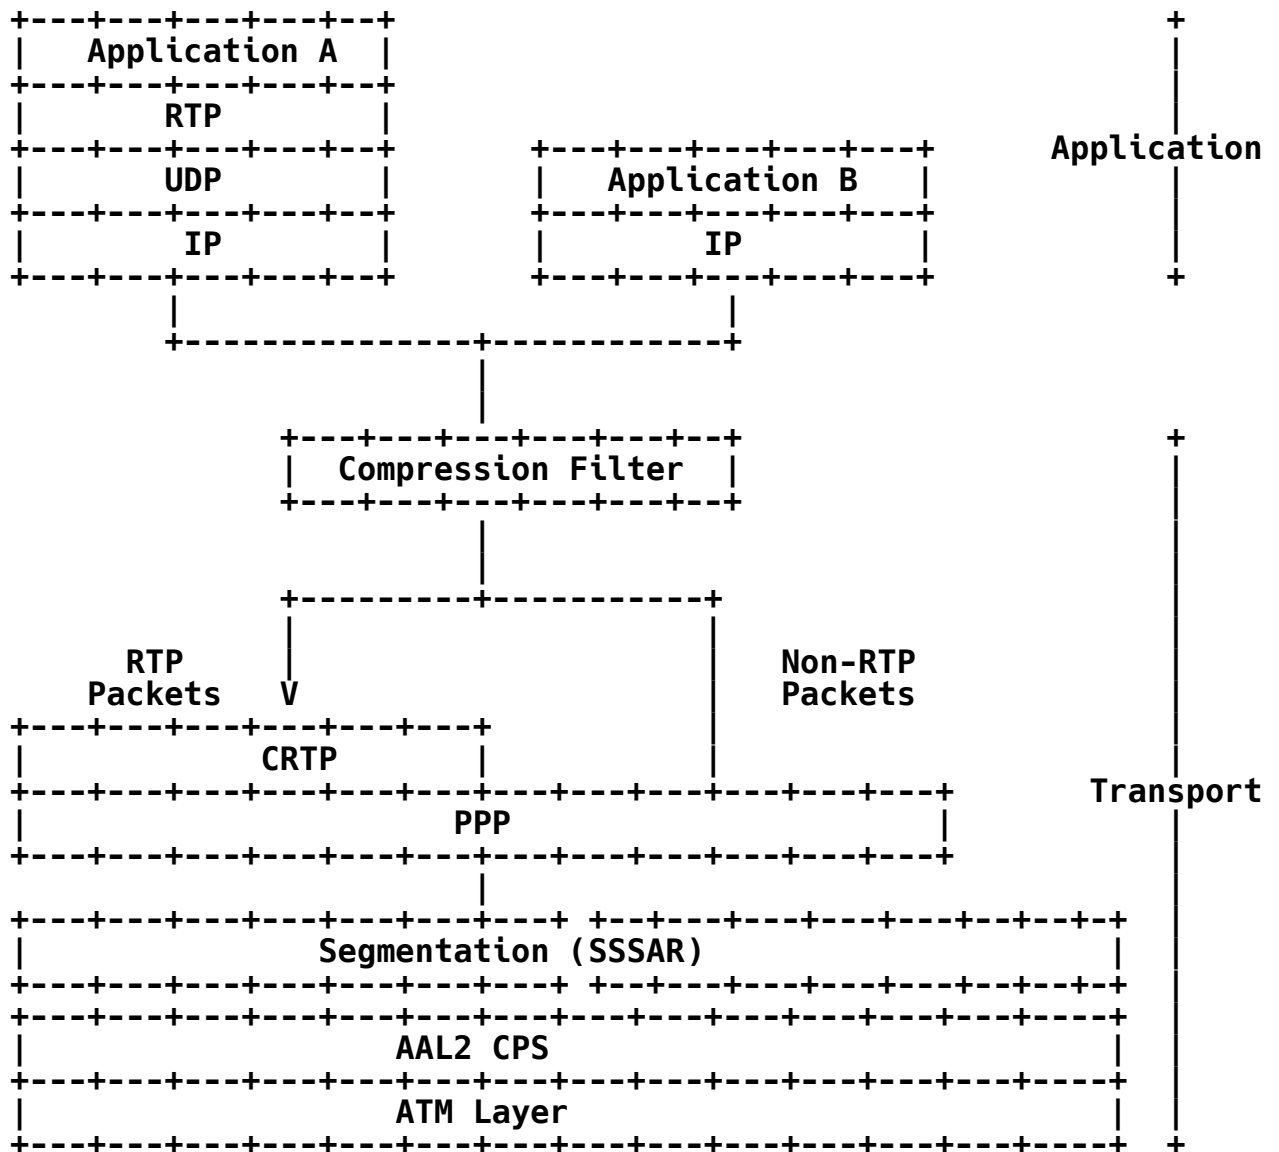 Application A
RTP
Application
UDP
Application B
IP
IP
Compression Filter
RTP
Non-RTP
Packets
V
Packets
CRTP
Transport
PPP
Segmentation (SSSAR)
AAL2 CPS
ATM Layer